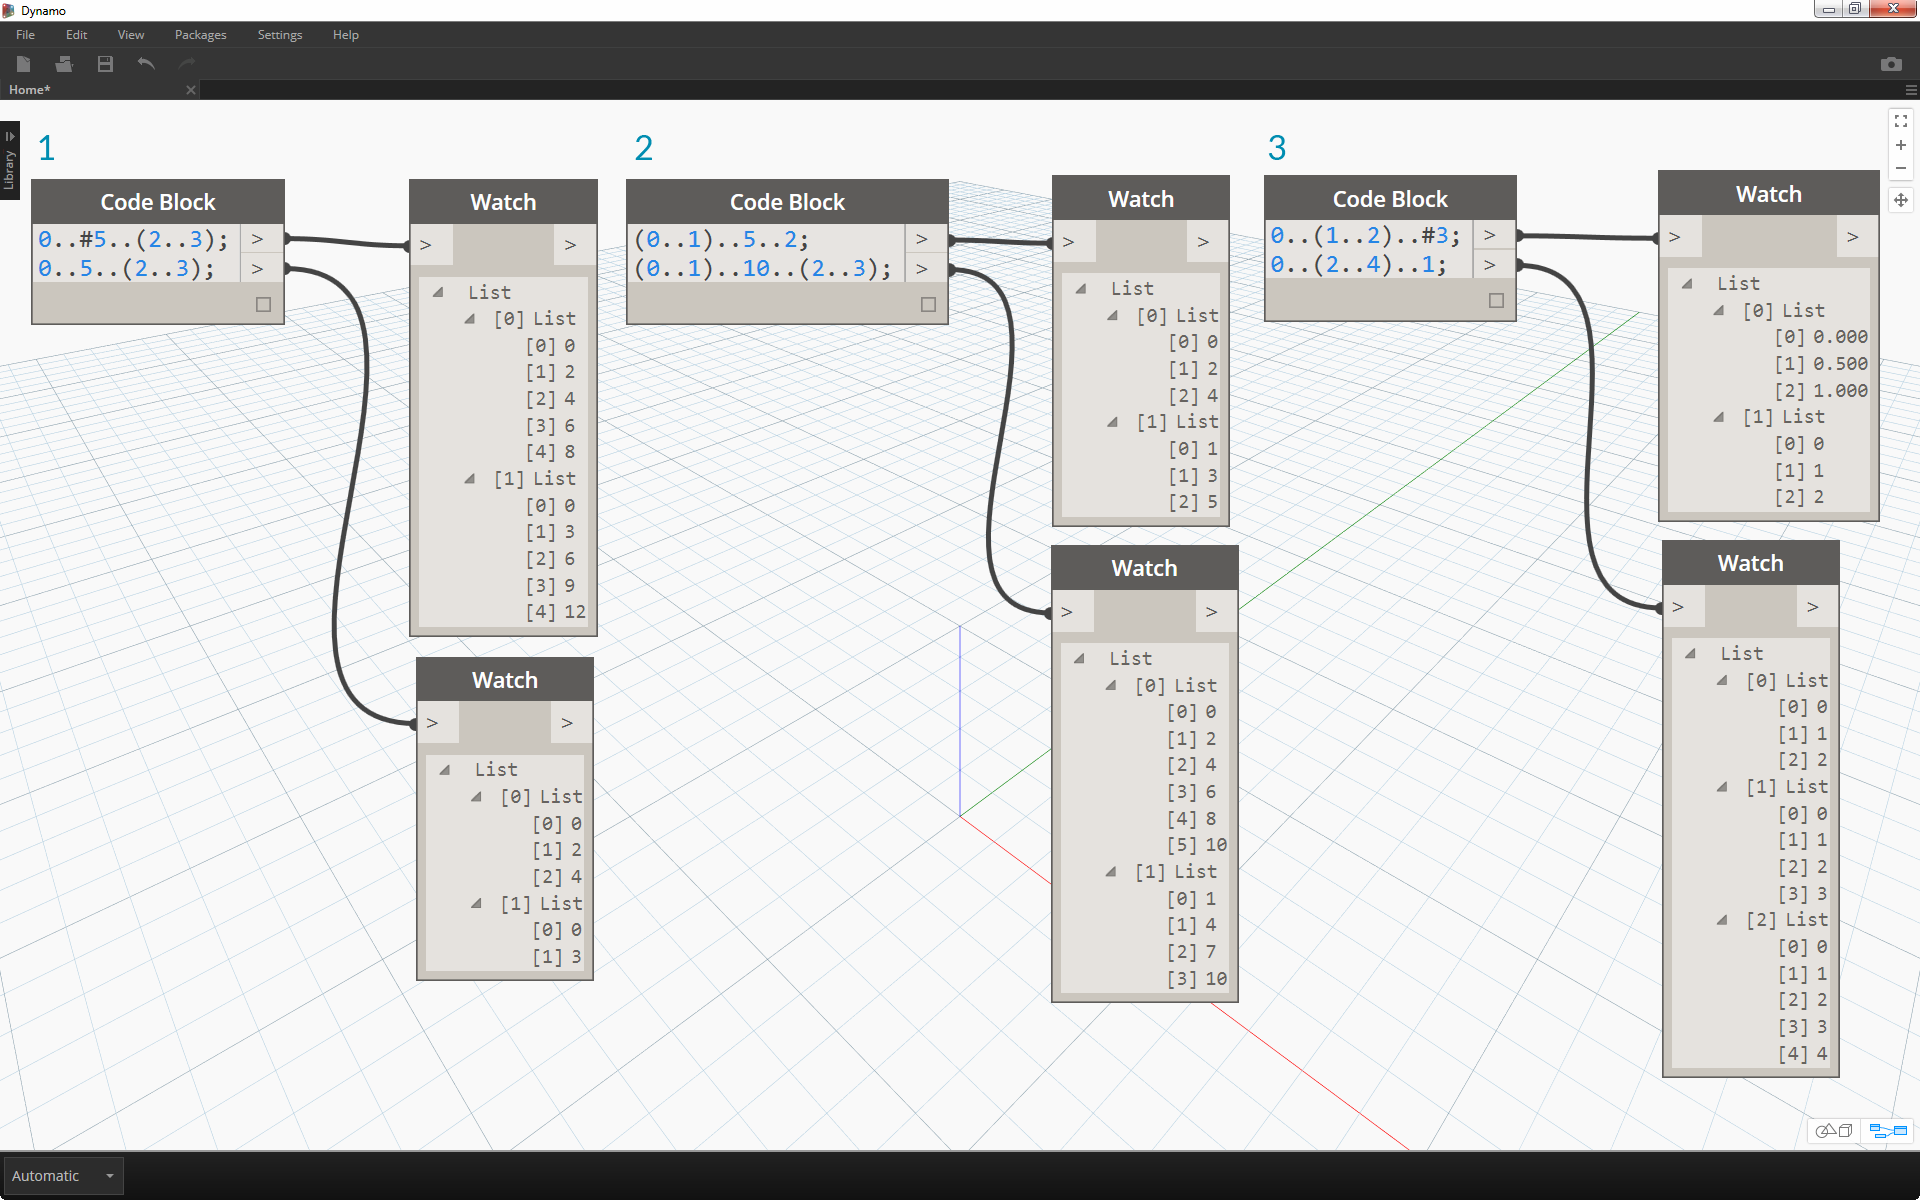 Dynamo
File Edit View Packages Settings Help
Home*
Library
1
Code Block
0..#5..(2..3); >
0..5..(2..3); >
Watch
> >
List
[0] List
[0] 0
[1] 2
[2] 4
[3] 6
[4] 8
[1] List
[0] 0
[1] 3
[2] 6
[3] 9
[4] 12
Watch
> >
List
[0] List
[0] 0
[1] 2
[2] 4
[1] List
[0] 0
[1] 3
2
Code Block
(0..1)..5..2; >
(0..1)..10..(2..3); >
Watch
> >
List
[0] List
[0] 0
[1] 2
[2] 4
[1] List
[0] 1
[1] 3
[2] 5
Watch
> >
List
[0] List
[0] 0
[1] 2
[2] 4
[3] 6
[4] 8
[5] 10
[1] List
[0] 1
[1] 4
[2] 7
[3] 10
3
Code Block
0..(1..2)..#3; >
0..(2..4)..1; >
Watch
> >
List
[0] List
[0] 0.000
[1] 0.500
[2] 1.000
[1] List
[0] 0
[1] 1
[2] 2
Watch
> >
List
[0] List
[0] 0
[1] 1
[2] 2
[1] List
[0] 0
[1] 1
[2] 2
[3] 3
[2] List
[0] 0
[1] 1
[2] 2
[3] 3
[4] 4
Automatic